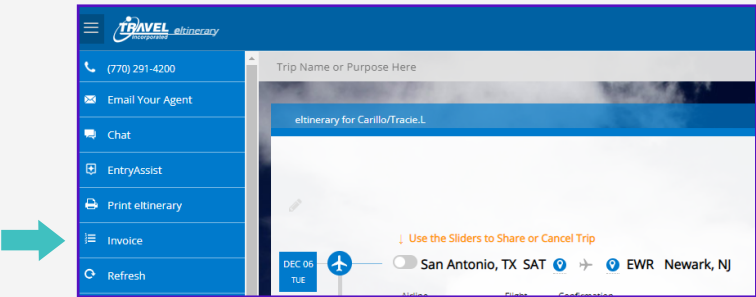 TRAVEL eItinerary
Incorporated
(770) 291-4200
Email Your Agent
Chat
EntryAssist
Print eItinerary
Invoice
Refresh
Trip Name or Purpose Here
eItinerary for Carillo/Tracie.L
↓ Use the Sliders to Share or Cancel Trip
DEC 06
TUE
San Antonio, TX SAT EWR Newark, NJ
Airline Flight Confirmation